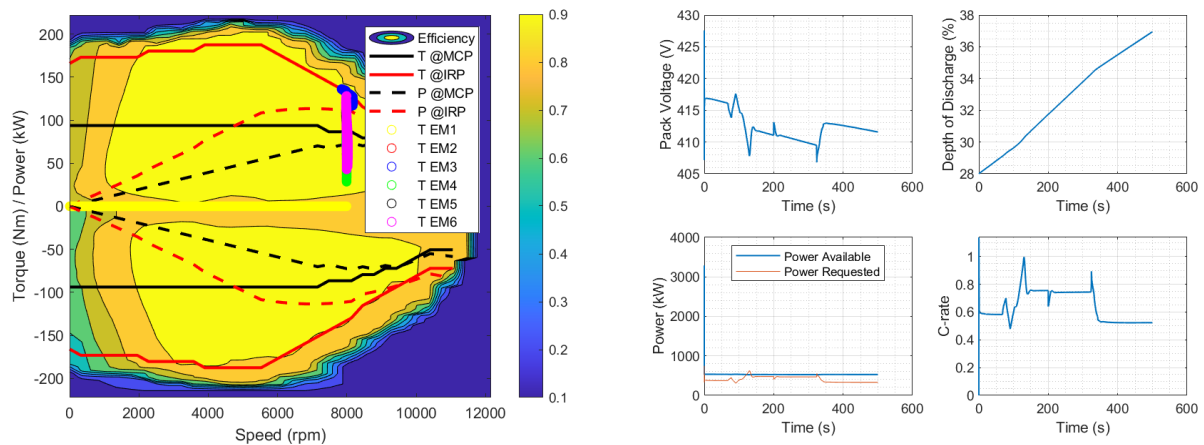 200
150
100
50
0
-50
-100
-150
-200
Torque (Nm) / Power (kW)
0
2000
4000
6000
8000
10000
12000
Speed (rpm)
Efficiency
T @MCP
T @IRP
P @MCP
P @IRP
T EM1
T EM2
T EM3
T EM4
T EM5
T EM6
0.9
0.8
0.7
0.6
0.5
0.4
0.3
0.2
0.1
430
425
420
415
410
405
Pack Voltage (V)
0
200
400
600
Time (s)
38
36
34
32
30
28
Depth of Discharge (%)
0
200
400
600
Time (s)
4000
3000
2000
1000
0
Power (kW)
Power Available
Power Requested
0
200
400
600
Time (s)
1
0.8
0.6
0.4
0.2
0
C-rate
0
200
400
600
Time (s)